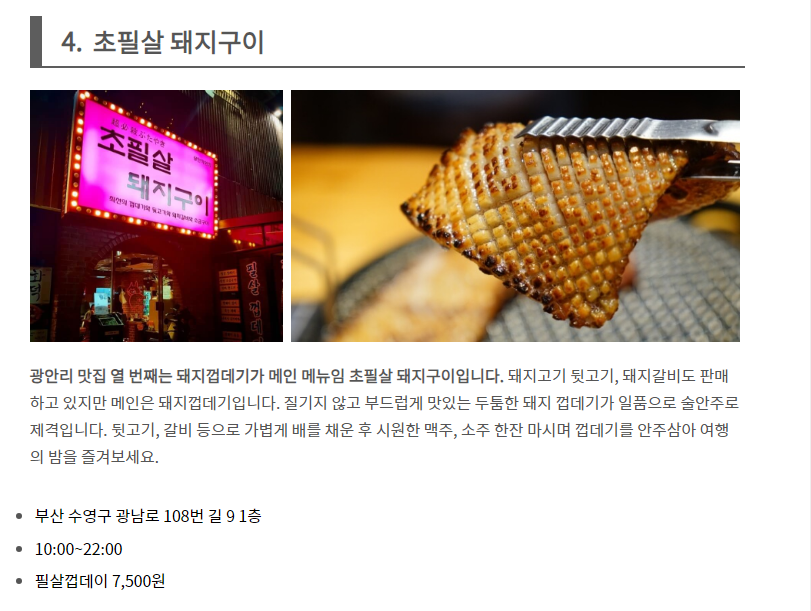 4. 초필살 돼지구이
초필살
돼지구이
광안리 맛집 열 번째는 돼지껍데기가 메인 메뉴임 초필살 돼지구이입니다. 돼지고기 뒷고기, 돼지갈비도 판매
하고 있지만 메인은 돼지껍데기입니다. 질기지 않고 부드럽게 맛있는 두툼한 돼지 껍데기가 일품으로 술안주로
제격입니다. 뒷고기, 갈비 등으로 가볍게 배를 채운 후 시원한 맥주, 소주 한잔 마시며 껍데기를 안주삼아 여행
의 밤을 즐겨보세요.
부산 수영구 광남로 108번 길 9 1층
10:00~22:00
필살껍데이 7,500원